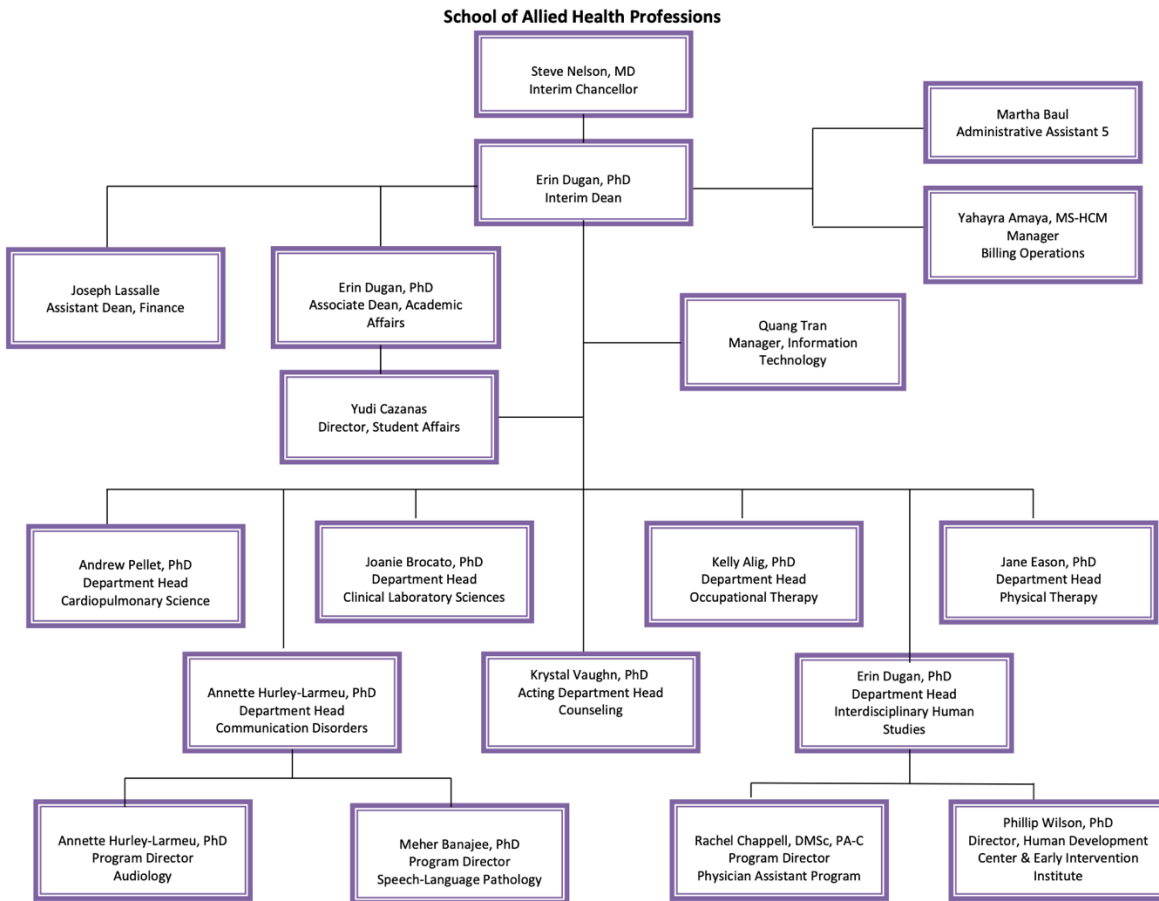 School of Allied Health Professions
Steve Nelson, MD
Interim Chancellor
Martha Baul
Administrative Assistant 5
Erin Dugan, PhD
Interim Dean
Yahayra Amaya, MS-HCM
Manager
Billing Operations
Joseph Lassalle
Assistant Dean, Finance
Erin Dugan, PhD
Associate Dean, Academic
Affairs
Quang Tran
Manager, Information
Technology
Yudi Cazanas
Director, Student Affairs
Andrew Pellet, PhD
Department Head
Cardiopulmonary Science
Joanie Brocato, PhD
Department Head
Clinical Laboratory Sciences
Kelly Alig, PhD
Department Head
Occupational Therapy
Jane Eason, PhD
Department Head
Physical Therapy
Annette Hurley-Larmeu, PhD
Department Head
Communication Disorders
Krystal Vaughn, PhD
Acting Department Head
Counseling
Erin Dugan, PhD
Department Head
Interdisciplinary Human
Studies
Annette Hurley-Larmeu, PhD
Program Director
Audiology
Meher Banajee, PhD
Program Director
Speech-Language Pathology
Rachel Chappell, DMSc, PA-C
Program Director
Physician Assistant Program
Phillip Wilson, PhD
Director, Human Development
Center & Early Intervention
Institute